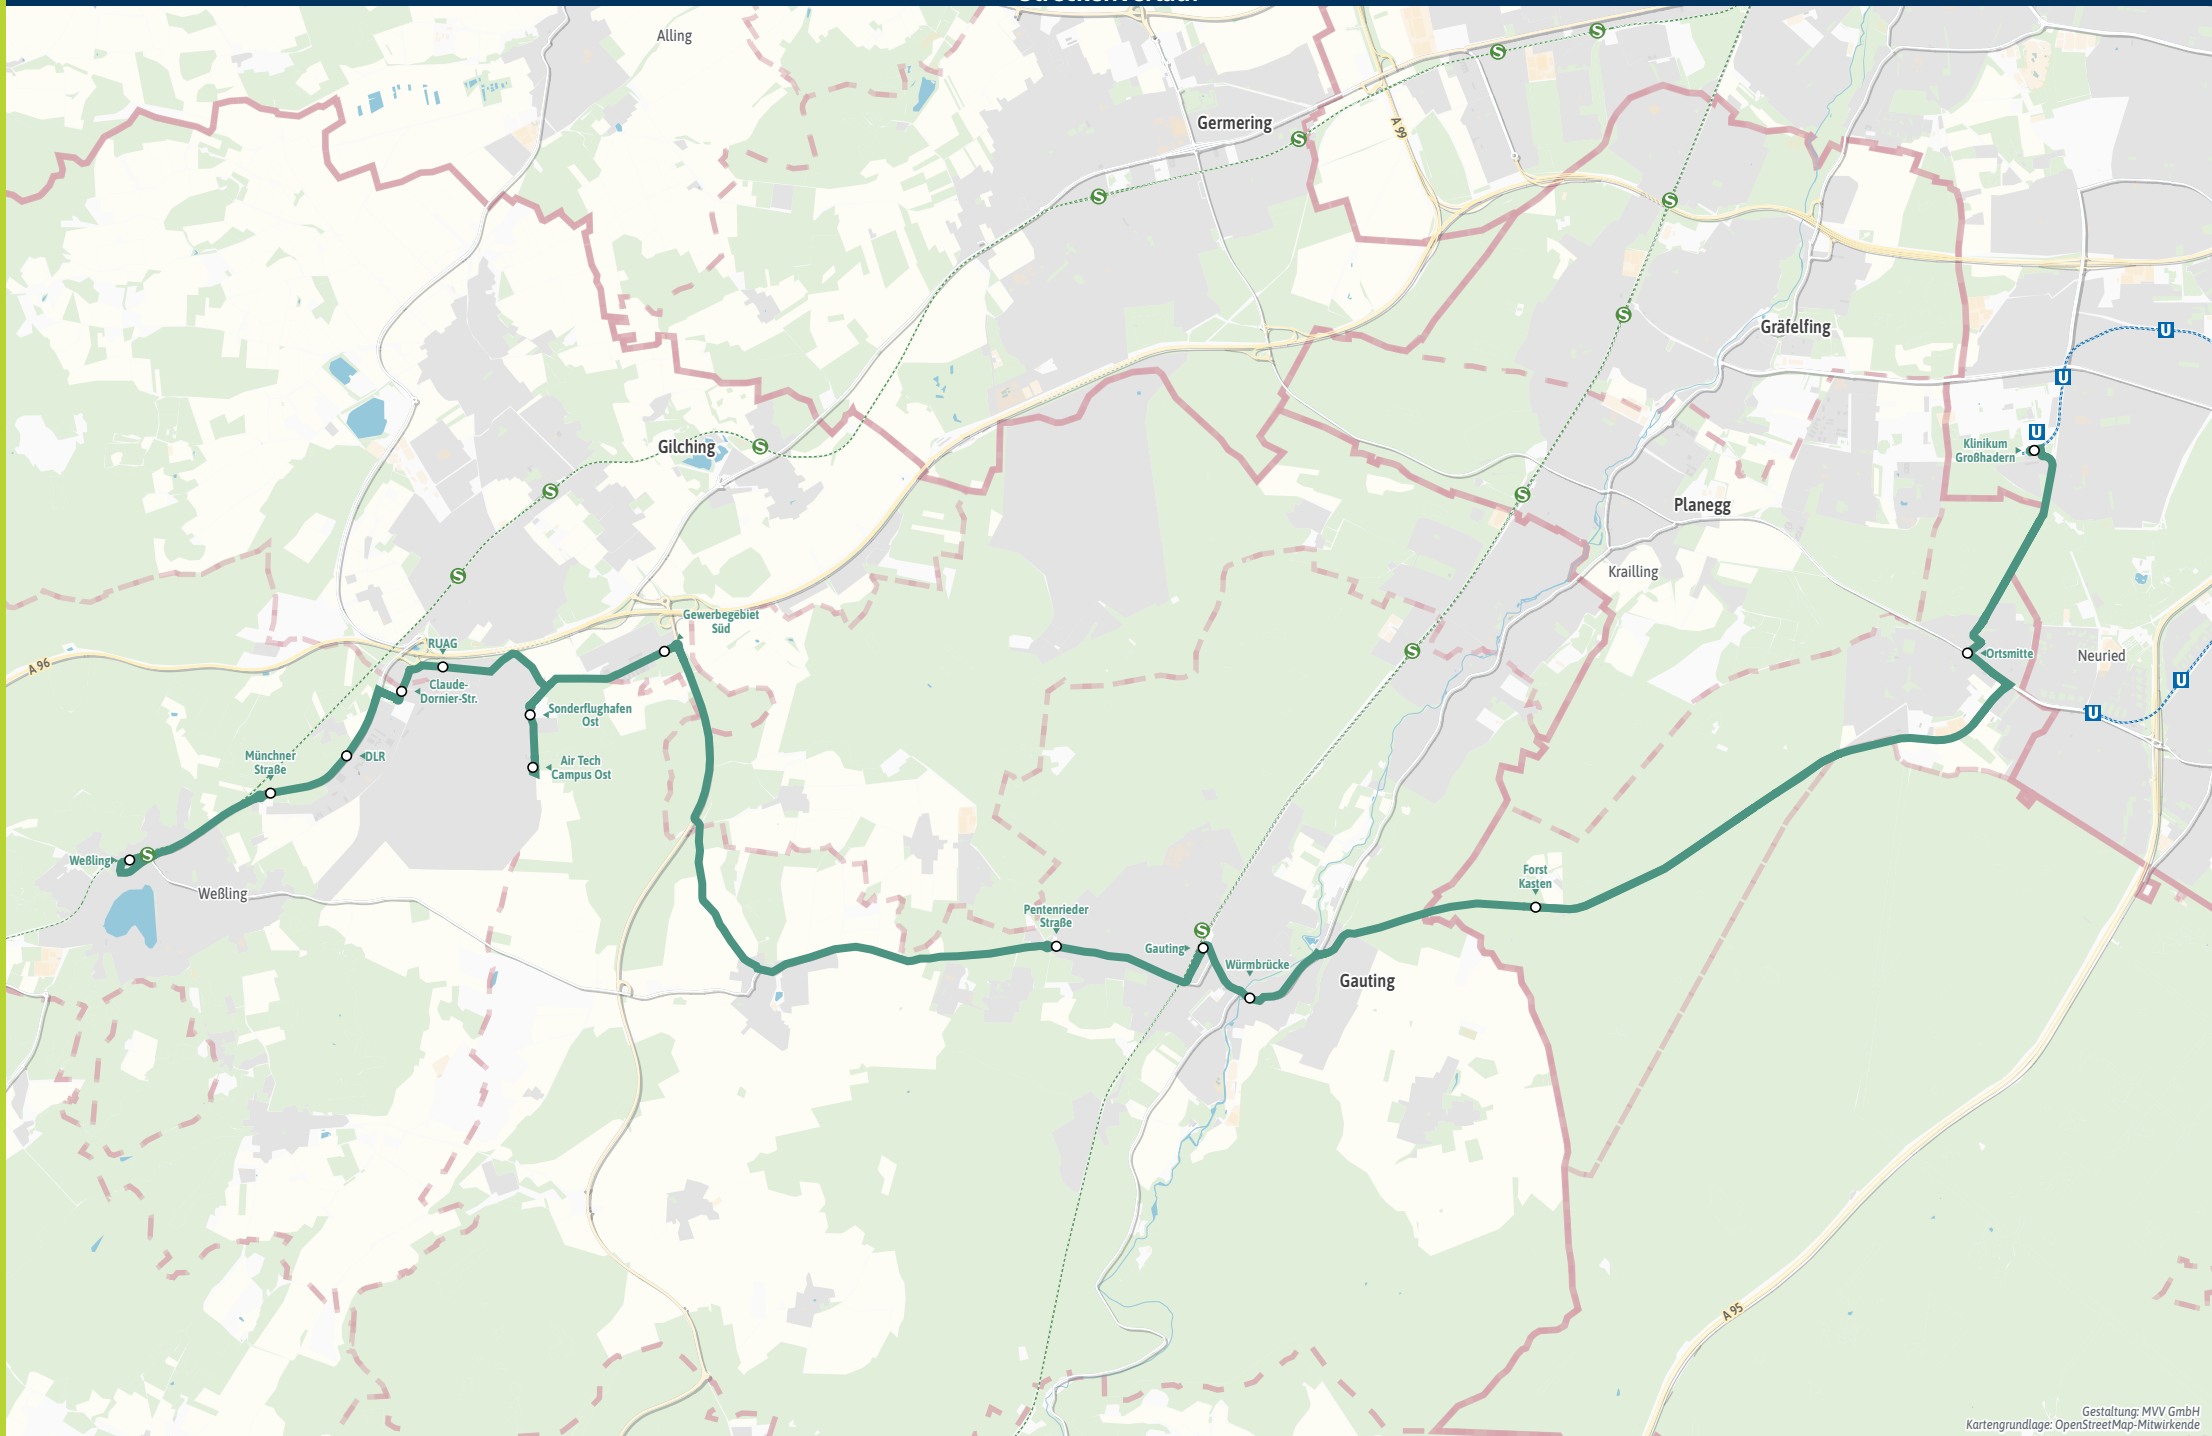 Streckenverlauf
Alling
Germering
A 99
Gräfelfing
U
U
U
Klinikum
Großhadern
Gilching
Planegg
Krailling
Gewerbegebiet
Süd
RUAG
A 96
Claude-
Dornier-Str.
Sonderflughafen
Ost
Ortsmitte
Neuried
U
U
Münchner
Straße
DLR
Air Tech
Campus Ost
Weßling
S
Weßling
Forst
Kasten
Pentenrieder
Straße
S
Gauting
Würmbrücke
Gauting
S
S
S
S
S
S
S
S
S
S
S
S
A 95
Gestaltung: MVV GmbH
Kartengrundlage: OpenStreetMap-Mitwirkende